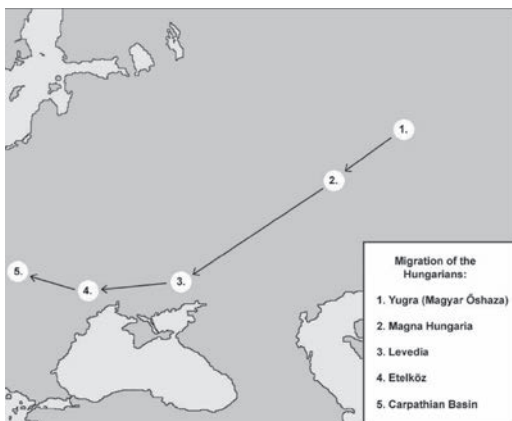 1.
2.
3.
4.
5.
Migration of the
Hungarians:
1. Yugra (Magyar Őshaza)
2. Magna Hungaria
3. Levedia
4. Etelköz
5. Carpathian Basin